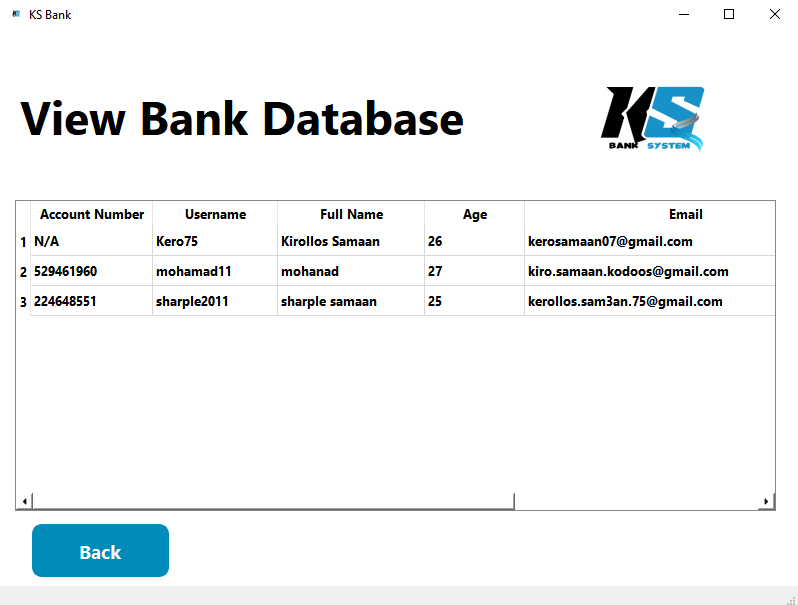 KS Bank
View Bank Database
KS
BANK SYSTEM
Account Number Username Full Name Age Email
1 N/A Kero75 Kirollos Samaan 26 kerosamaan07@gmail.com
2 529461960 mohamad11 mohanad 27 kiro.samaan.kodoos@gmail.com
3 224648551 sharple2011 sharple samaan 25 kerollos.sam3an.75@gmail.com
Back